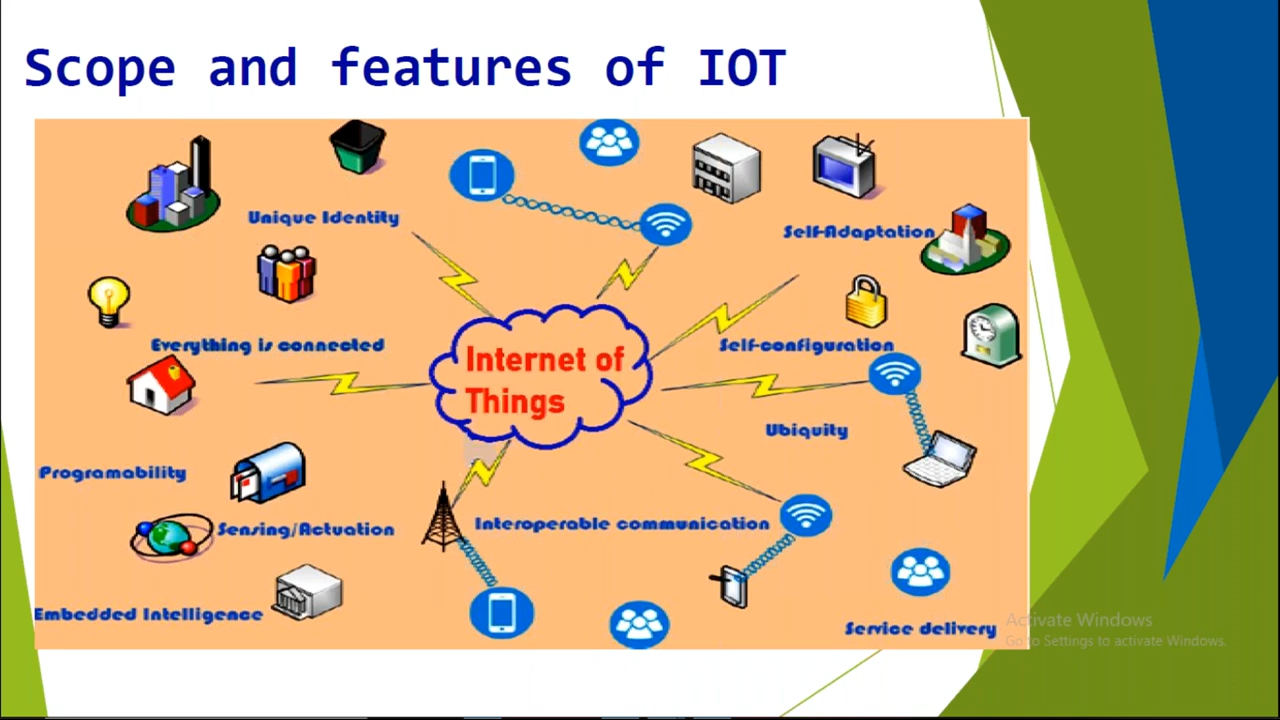 Scope and features of IOT
Unique Identity
Self-Adaptation
Everything is connected
Self-configuration
Internet of
Things
Ubiquity
Programability
Sensing/Actuation
Interoperable communication
Embedded Intelligence
Service delivery
Activate Windows
Go to Settings to activate Windows.